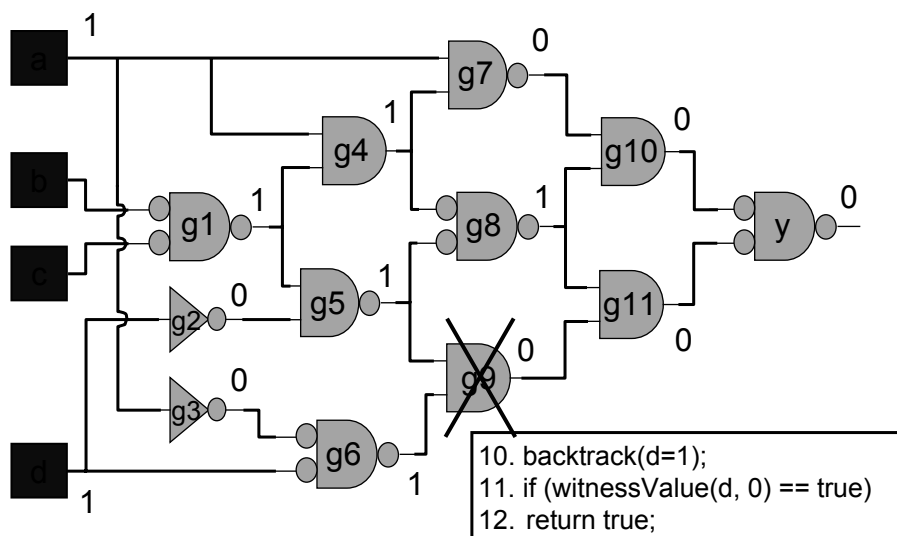 1
a
g7
0
1
g4
0
g10
b
1
g1
1
g8
0
y
c
1
g5
0
g2
g11
0
0
g9
0
g3
g6
d
1
1
10. backtrack(d=1);
11. if (witnessValue(d, 0) == true)
12. return true;